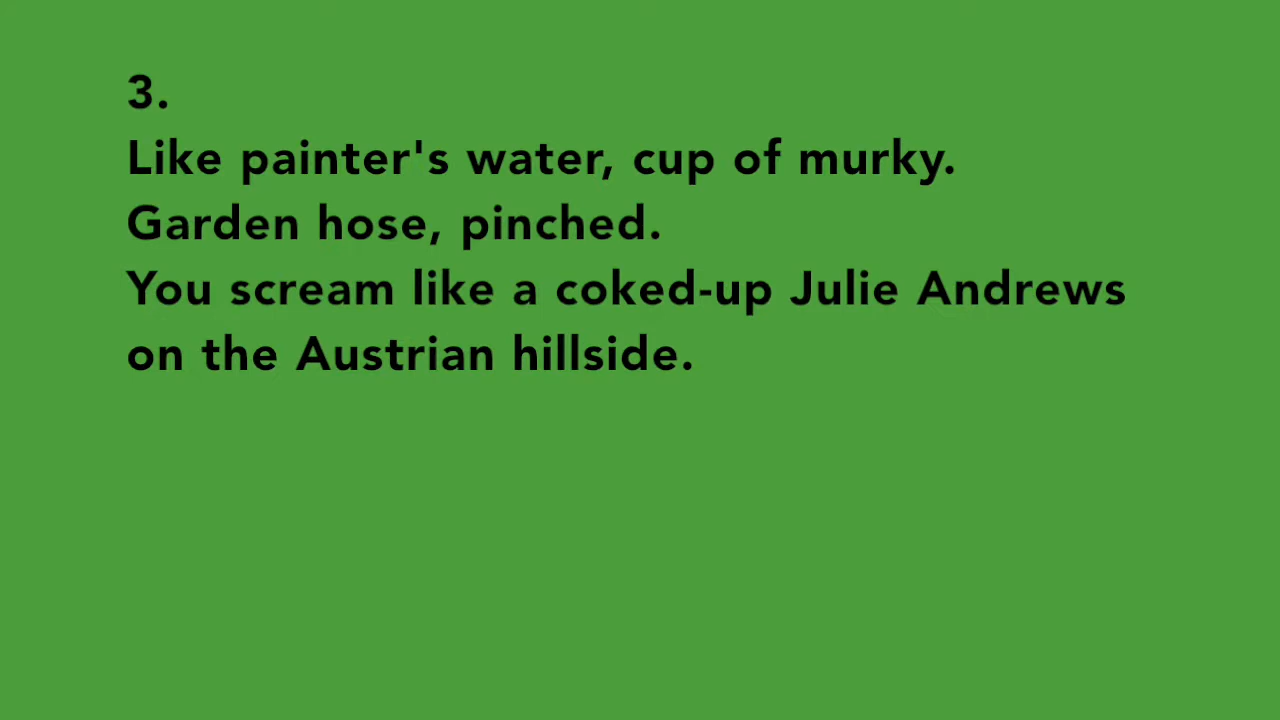 3.
Like painter's water, cup of murky.
Garden hose, pinched.
You scream like a coked-up Julie Andrews
on the Austrian hillside.